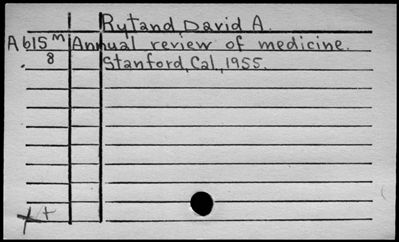 Rytand, David A.
A615m Annual review of medicine.
8 Stanford, Cal., 1955.